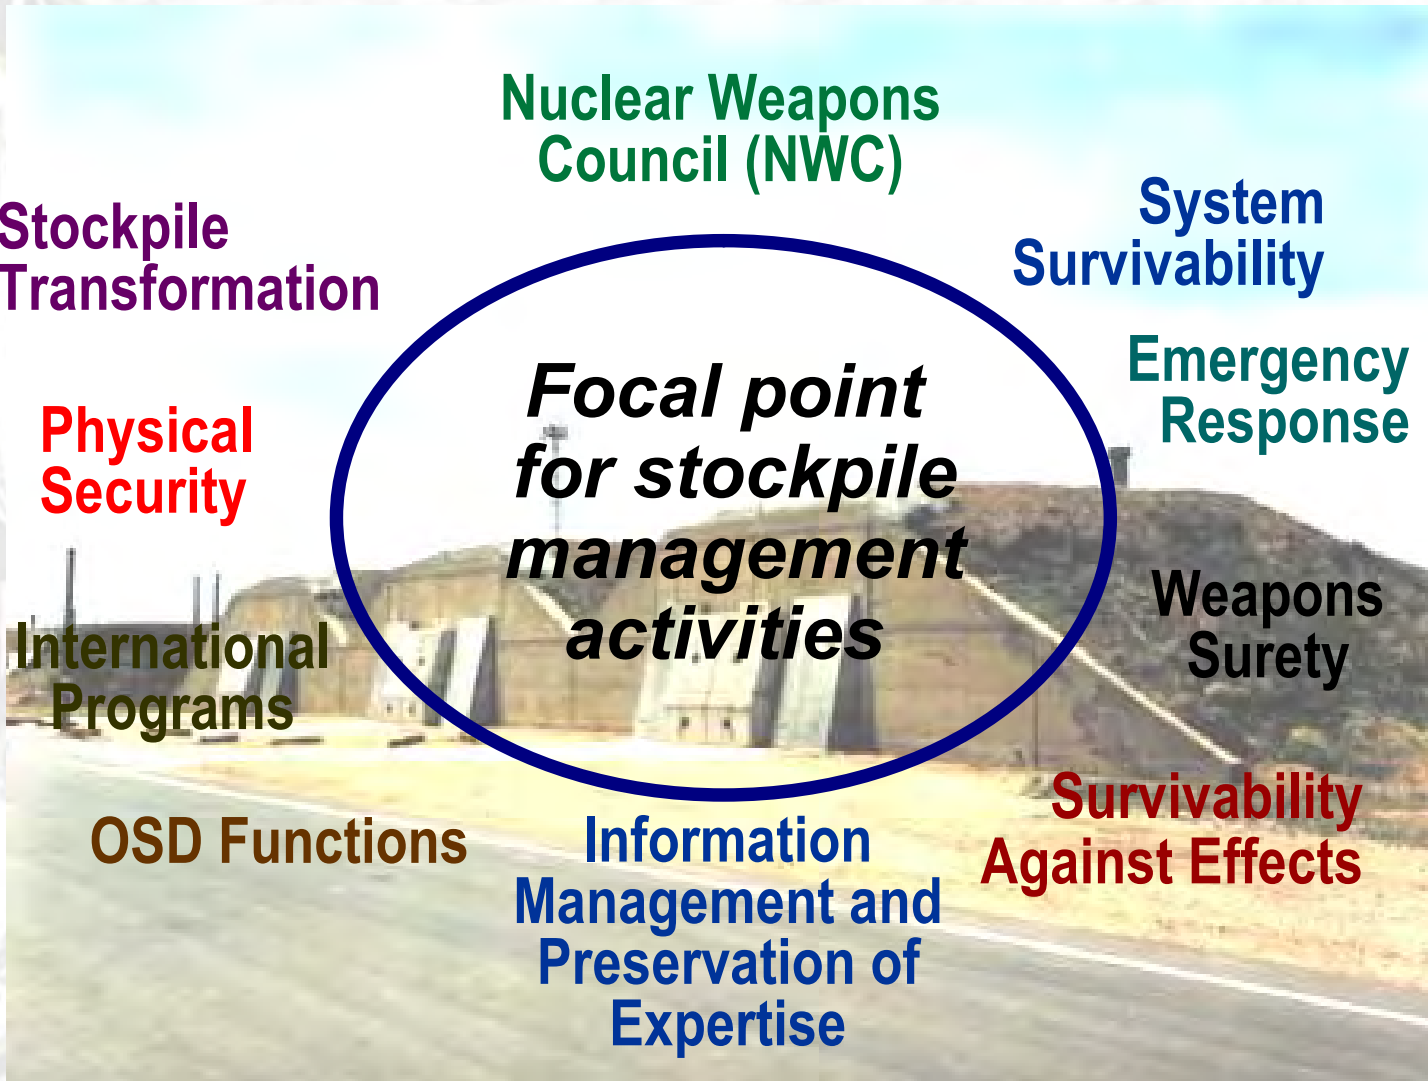 Nuclear Weapons
Council (NWC)
System
Survivability
Stockpile
Transformation
Emergency
Response
Focal point
for stockpile
management
activities
Physical
Security
Weapons
Surety
International
Programs
Survivability
Against Effects
OSD Functions
Information
Management and
Preservation of
Expertise